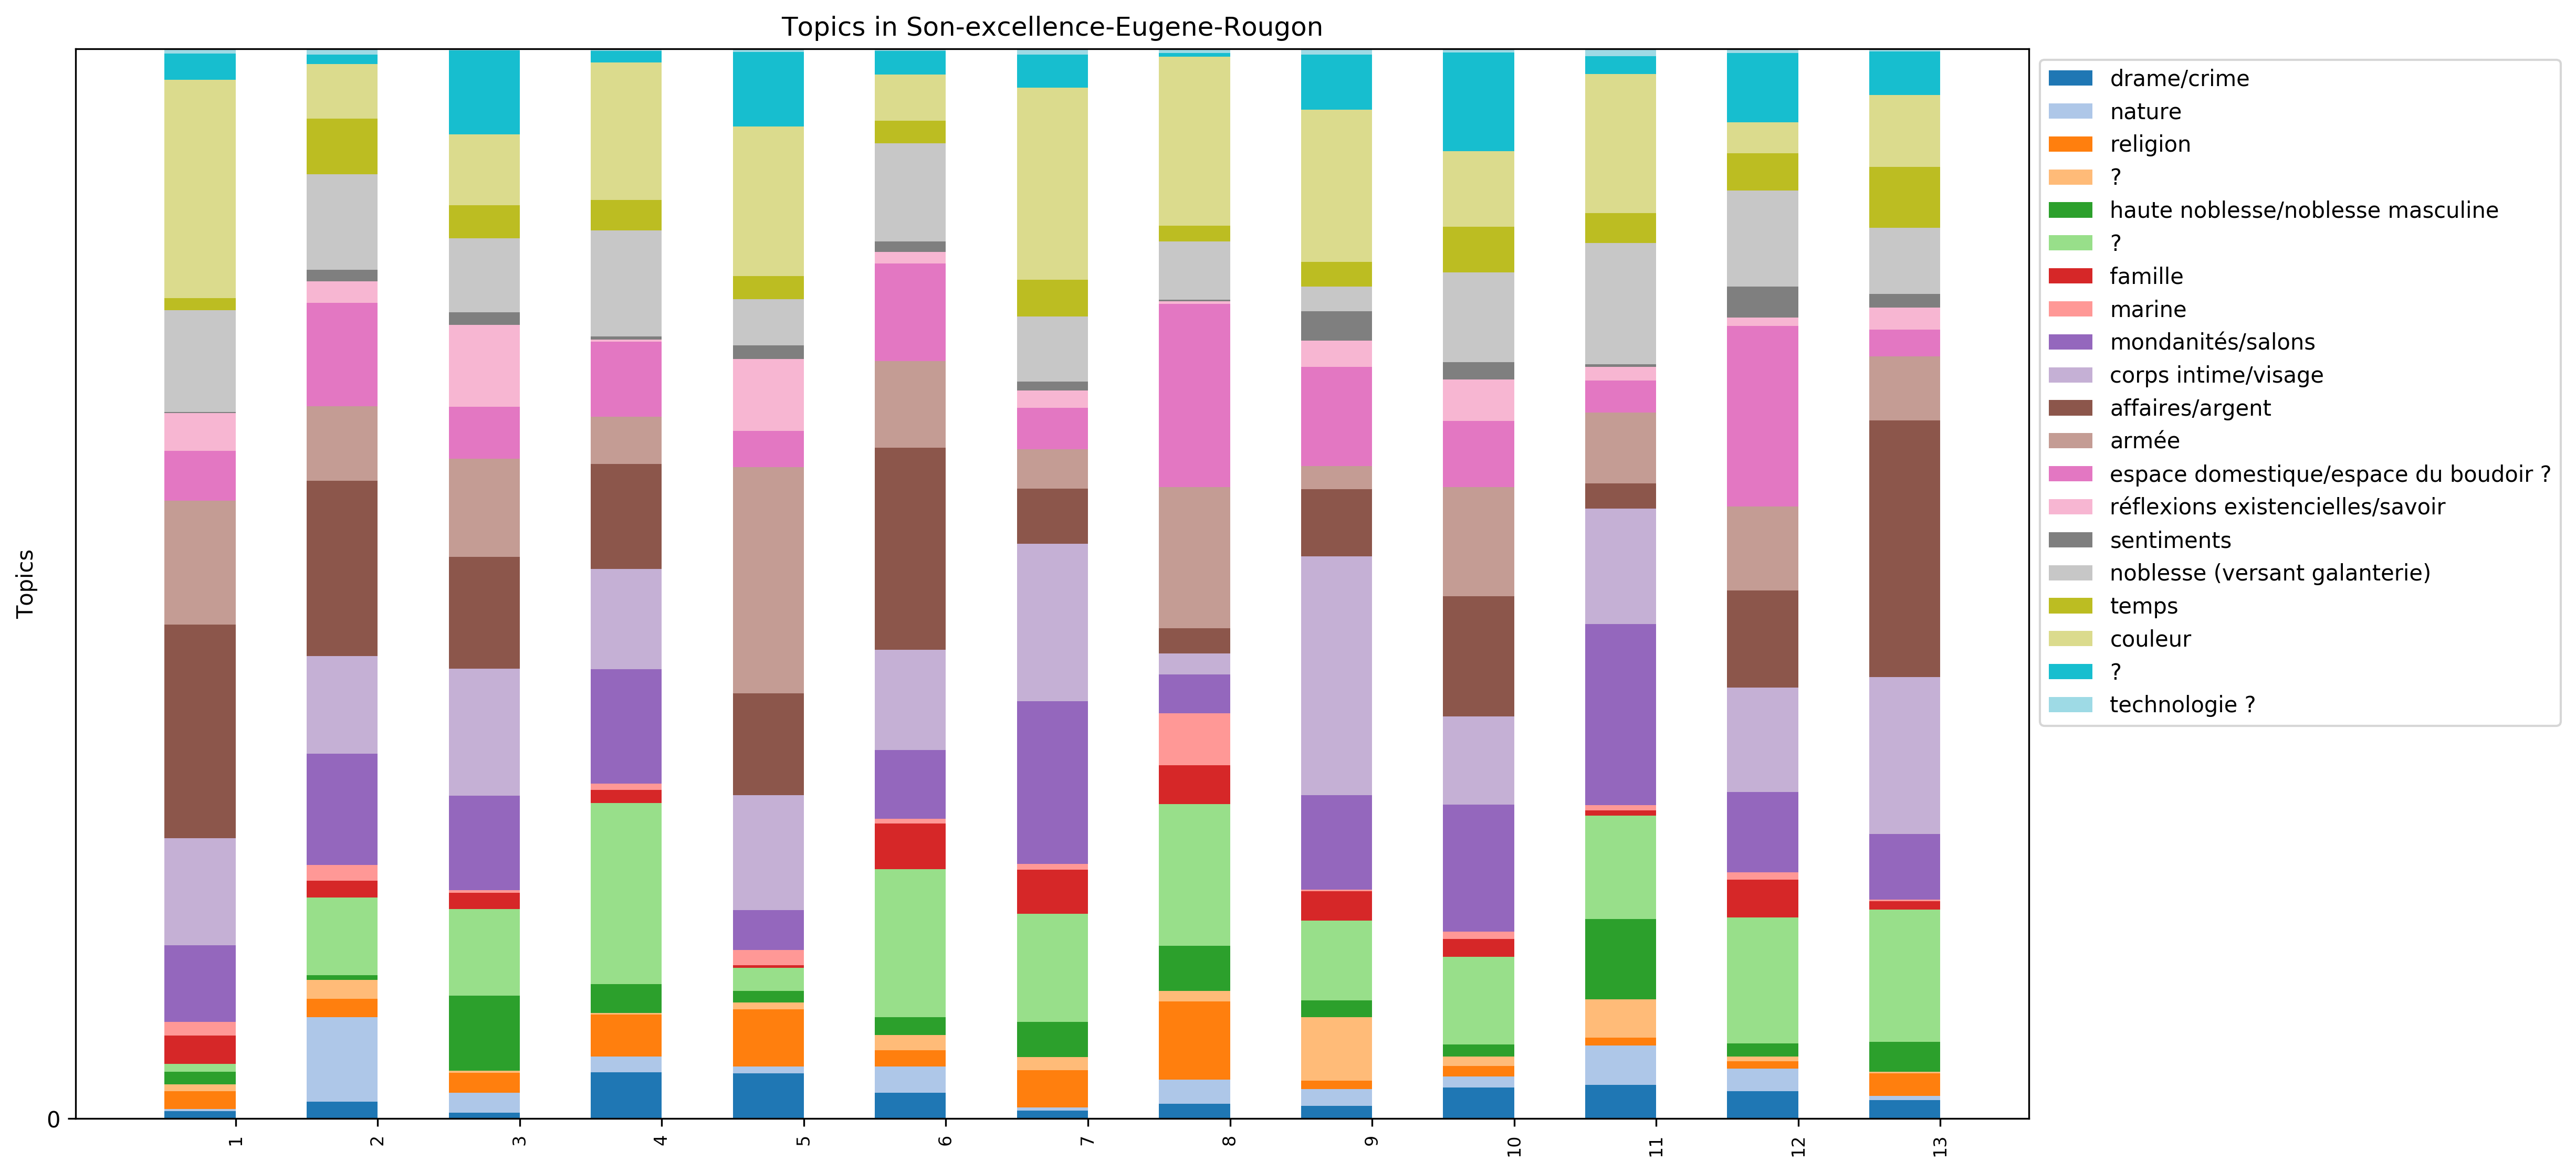 Topics in Son-excellence-Eugene-Rougon
Topics
0
1
2
3
4
5
6
7
8
9
10
11
12
13
drame/crime
nature
religion
?
haute noblesse/noblesse masculine
?
famille
marine
mondanités/salons
corps intime/visage
affaires/argent
armée
espace domestique/espace du boudoir ?
réflexions existencielles/savoir
sentiments
noblesse (versant galanterie)
temps
couleur
?
technologie ?